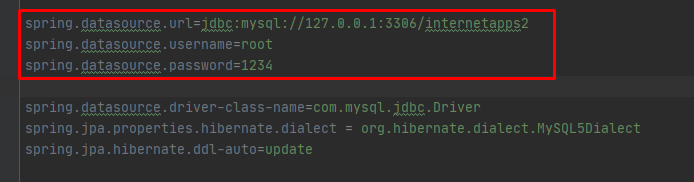 spring.datasource.url=jdbc:mysql://127.0.0.1:3306/internetapps2
spring.datasource.username=root
spring.datasource.password=1234
spring.datasource.driver-class-name=com.mysql.jdbc.Driver
spring.jpa.properties.hibernate.dialect = org.hibernate.dialect.MySQL5Dialect
spring.jpa.hibernate.ddl-auto=update